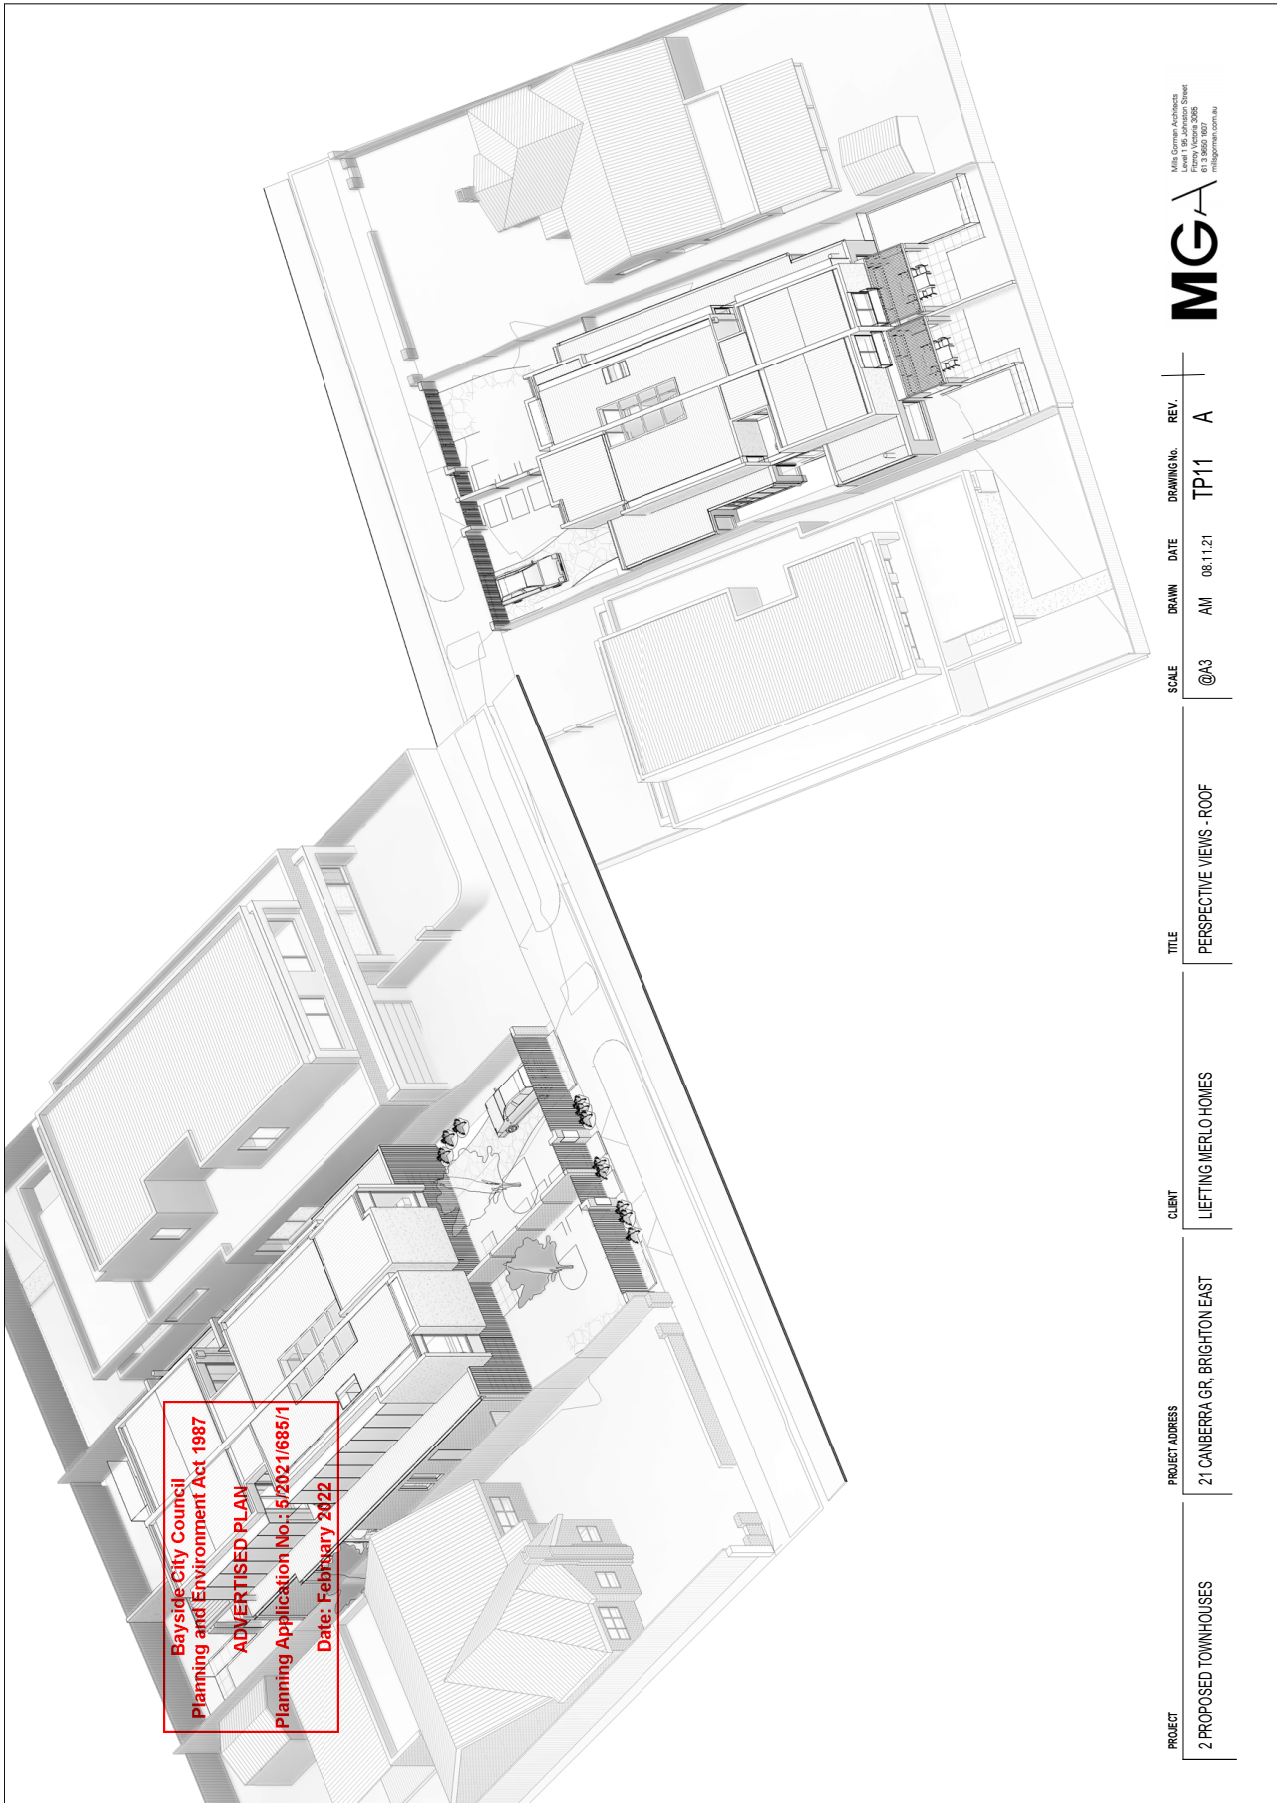 Bayside City Council
Planning and Environment Act 1987
ADVERTISED PLAN
Planning Application No.: 5/2021/685/1
Date: February 2022
PROJECT
2 PROPOSED TOWNHOUSES
PROJECT ADDRESS
21 CANBERRA GR, BRIGHTON EAST
CLIENT
LIEFTING MERLO HOMES
TITLE
PERSPECTIVE VIEWS - ROOF
SCALE
@A3
DRAWN
AM
DATE
08.11.21
DRAWING No.
TP11
REV.
A
MGA
Mills Gorman Architects
Level 1 95 Johnston Street
Fitzroy Victoria 3065
61 3 9650 1607
millsgorman.com.au